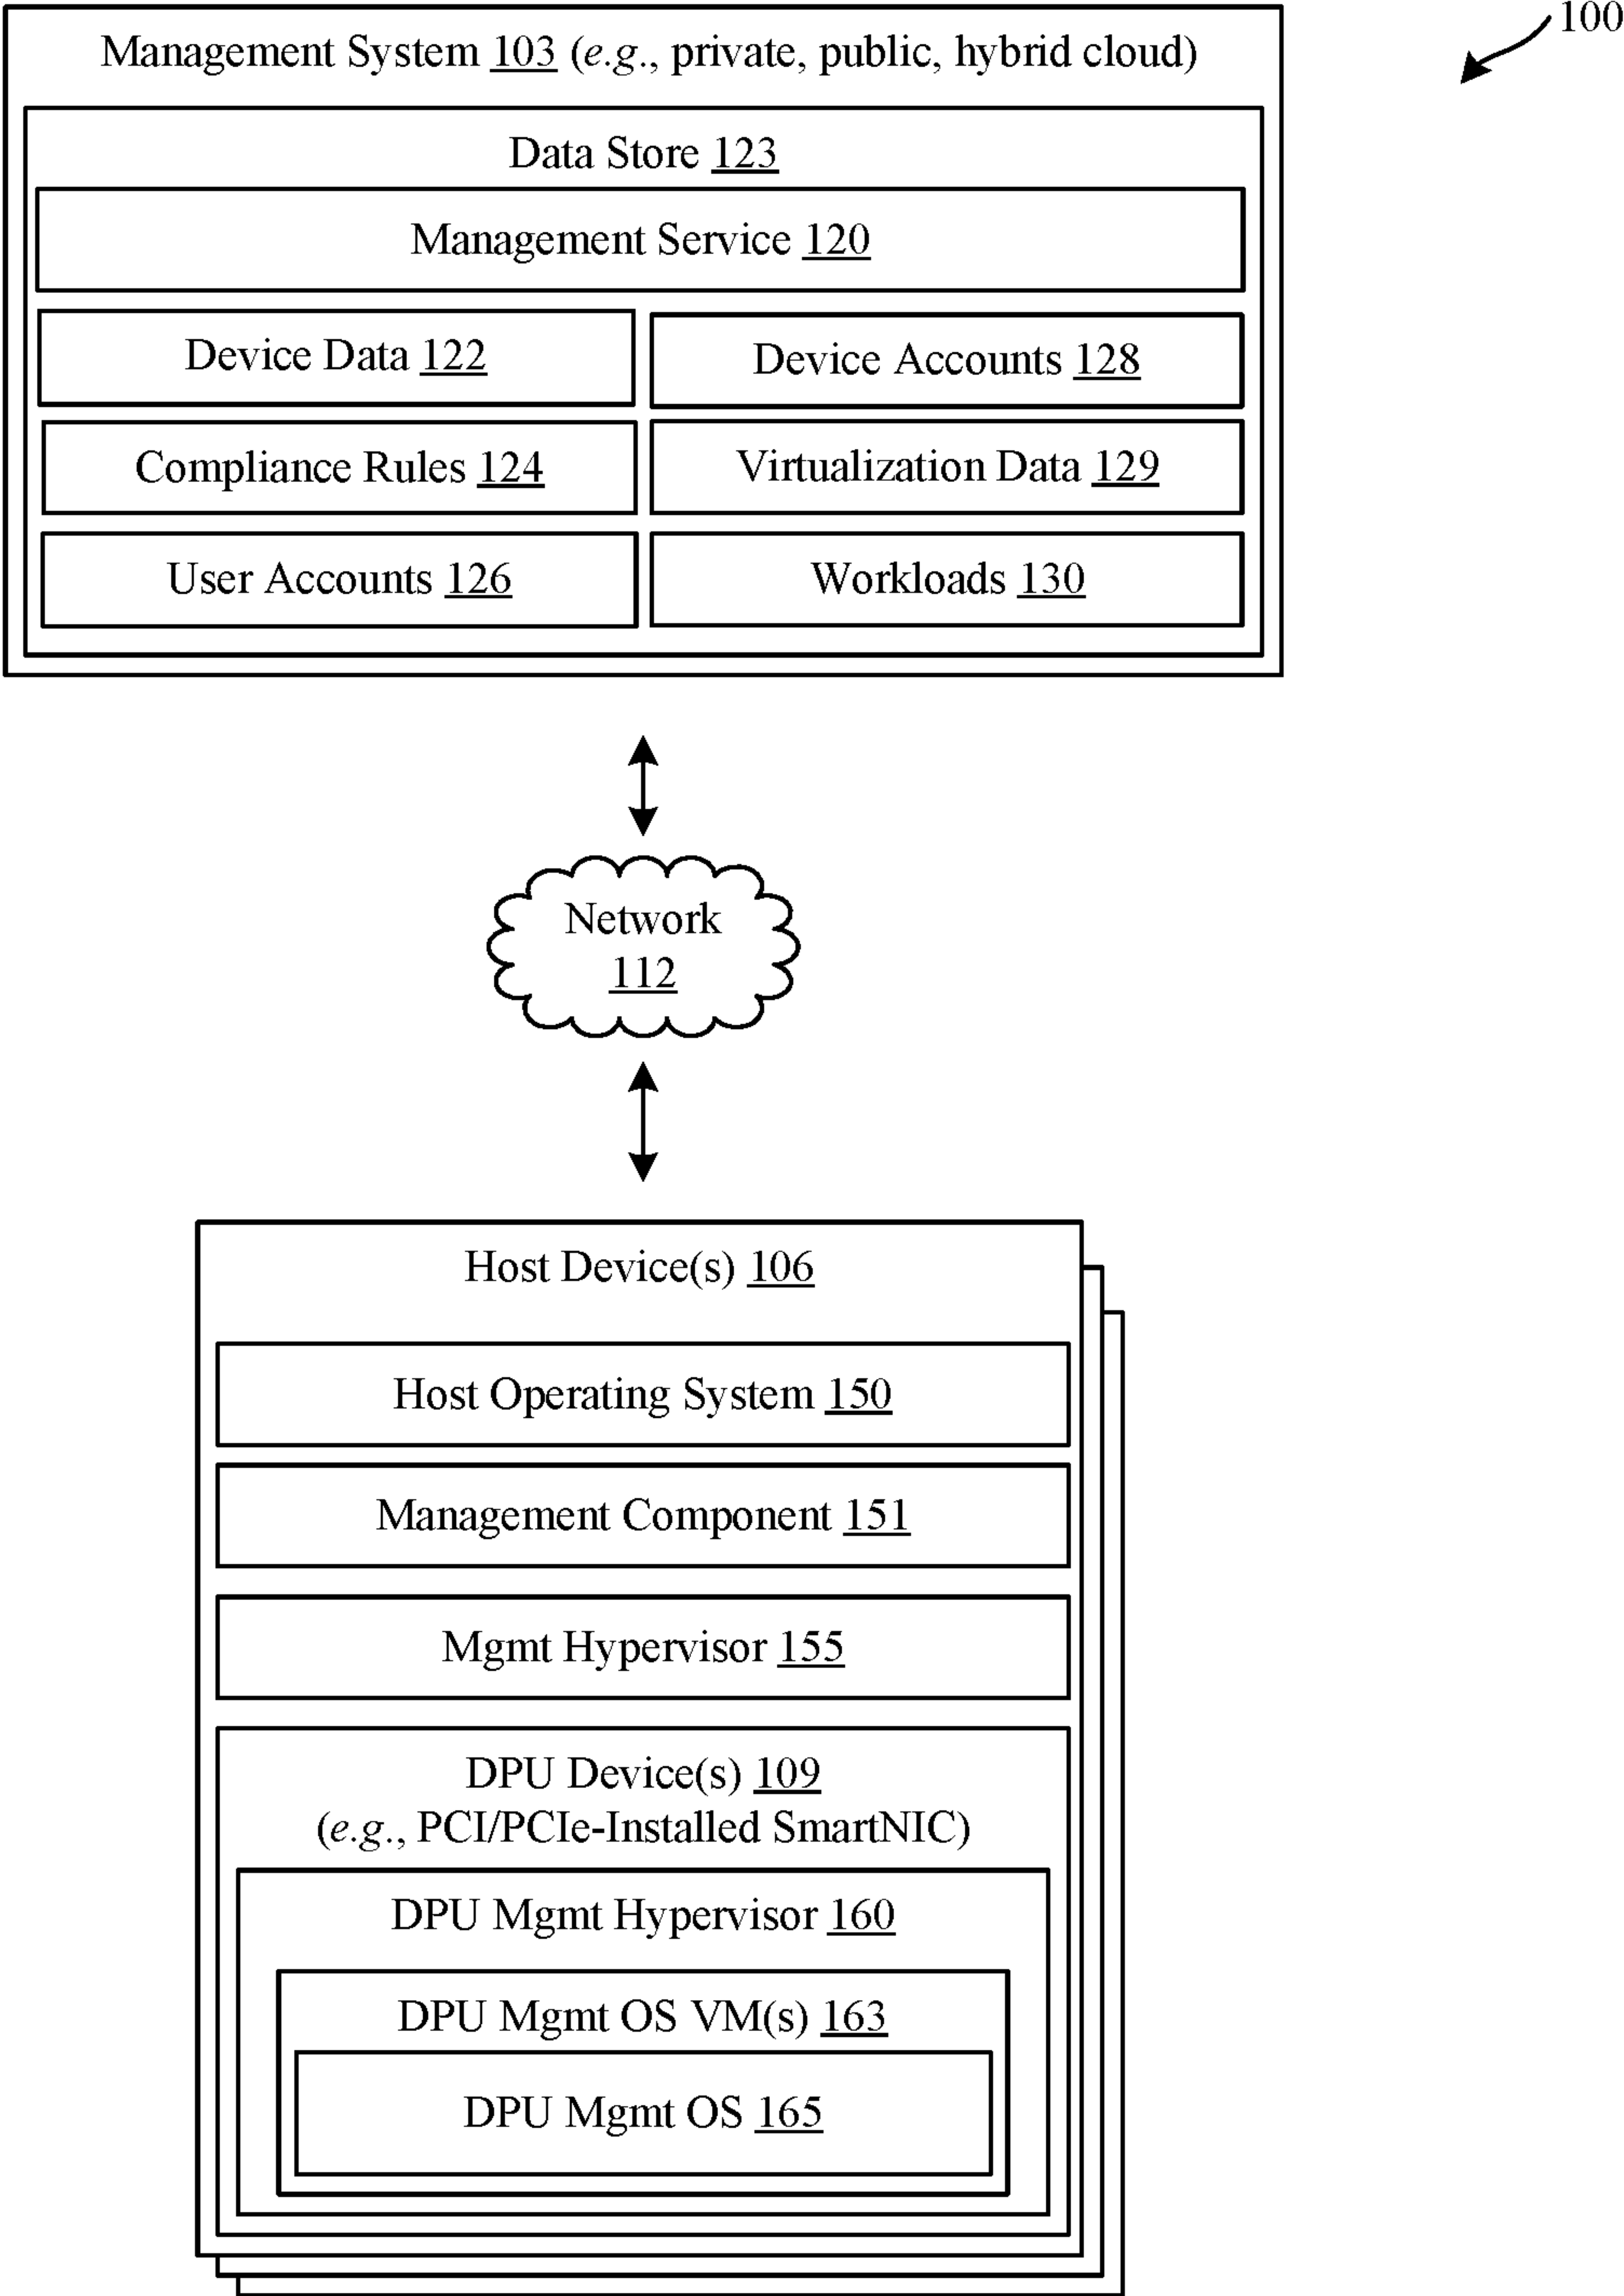 100
Management System 103 (e.g., private, public, hybrid cloud)
Data Store 123
Management Service 120
Device Data 122
Device Accounts 128
Compliance Rules 124
Virtualization Data 129
User Accounts 126
Workloads 130
Network
112
Host Device(s) 106
Host Operating System 150
Management Component 151
Mgmt Hypervisor 155
DPU Device(s) 109
(e.g., PCI/PCIe-Installed SmartNIC)
DPU Mgmt Hypervisor 160
DPU Mgmt OS VM(s) 163
DPU Mgmt OS 165